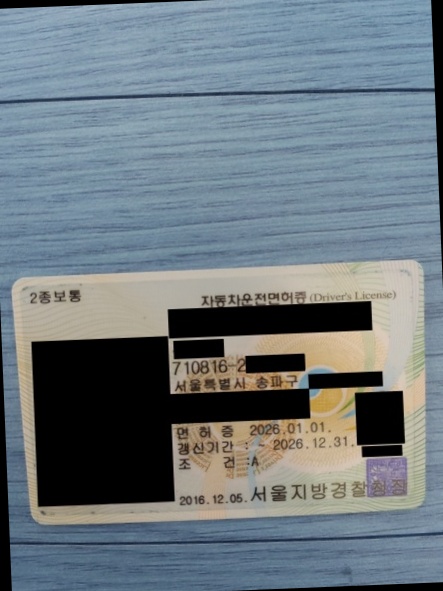 2종보통
자동차운전면허증 (Driver's License)
710816-2
서울특별시 송파구
면 허 증 2026.01.01.
갱신기간 : 2026.12.31.
조 건 :A
2016.12.05. 서울지방경찰청장